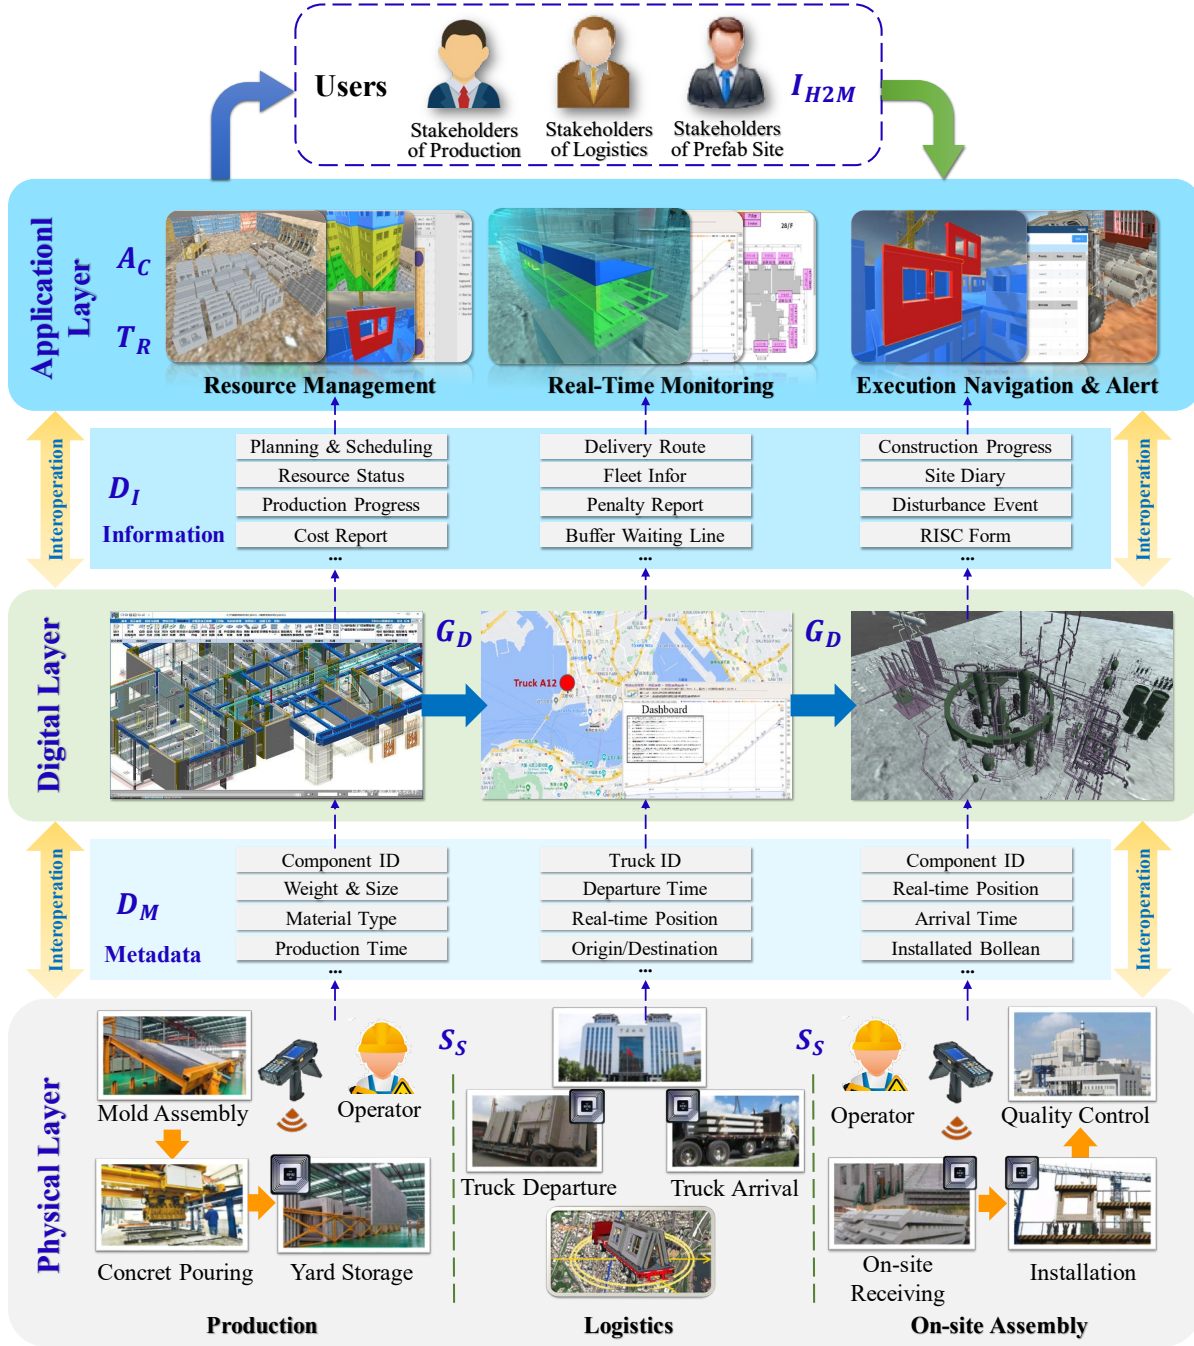 Users
Stakeholders
of Production
Stakeholders
of Logistics
Stakeholders
of Prefab Site
I_{H2M}
Applicationl
Layer
A_C
T_R
28/F
Resource Management
Real-Time Monitoring
Execution Navigation & Alert
Interoperation
D_I
Information
Planning & Scheduling
Resource Status
Production Progress
Cost Report
...
Delivery Route
Fleet Infor
Penalty Report
Buffer Waiting Line
...
Construction Progress
Site Diary
Disturbance Event
RISC Form
...
Interoperation
Digital Layer
G_D
Truck A12
Dashboard
G_D
Interoperation
D_M
Metadata
Component ID
Weight & Size
Material Type
Production Time
...
Truck ID
Departure Time
Real-time Position
Origin/Destination
...
Component ID
Real-time Position
Arrival Time
Installated Bollean
...
Interoperation
Physical Layer
Mold Assembly
Operator
Concret Pouring
Yard Storage
Production
S_S
Truck Departure
Truck Arrival
Logistics
S_S
Operator
Quality Control
On-site
Receiving
Installation
On-site Assembly